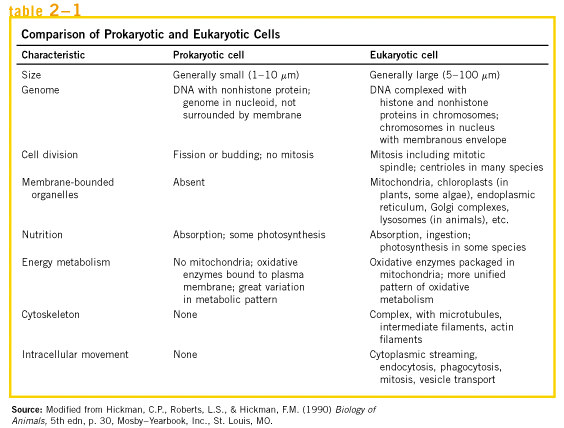 table 2–1
Comparison of Prokaryotic and Eukaryotic Cells
Characteristic Prokaryotic cell Eukaryotic cell
Size Generally small (1–10 μm) Generally large (5–100 μm)
Genome DNA with nonhistone protein; DNA complexed with
genome in nucleoid, not histone and nonhistone
surrounded by membrane proteins in chromosomes;
chromosomes in nucleus
with membranous envelope
Cell division Fission or budding; no mitosis Mitosis including mitotic
spindle; centrioles in many species
Membrane-bounded Absent Mitochondria, chloroplasts (in
organelles plants, some algae), endoplasmic
reticulum, Golgi complexes,
lysosomes (in animals), etc.
Nutrition Absorption; some photosynthesis Absorption, ingestion;
photosynthesis in some species
Energy metabolism No mitochondria; oxidative Oxidative enzymes packaged in
enzymes bound to plasma mitochondria; more unified
membrane; great variation pattern of oxidative
in metabolic pattern metabolism
Cytoskeleton None Complex, with microtubules,
intermediate filaments, actin
filaments
Intracellular movement None Cytoplasmic streaming,
endocytosis, phagocytosis,
mitosis, vesicle transport
Source: Modified from Hickman, C.P., Roberts, L.S., & Hickman, F.M. (1990) Biology of
Animals, 5th edn, p. 30, Mosby–Yearbook, Inc., St. Louis, MO.